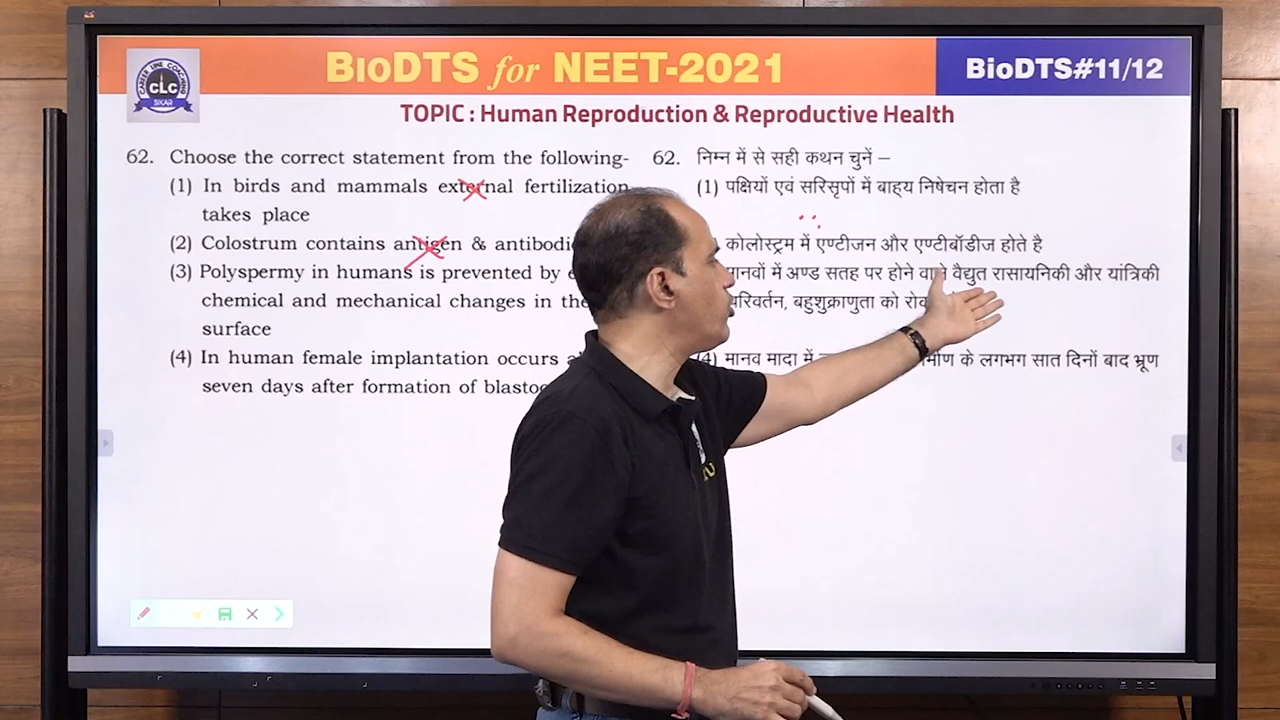 CAREER LINE COACHING
CLC
SIKAR
BIODTS for NEET-2021
BioDTS#11/12
TOPIC : Human Reproduction & Reproductive Health
62. Choose the correct statement from the following-
(1) In birds and mammals external fertilization
takes place
(2) Colostrum contains antigen &
(3) Polyspermy in humans is prevented by
chemical and mechanical changes in the
surface
(4) In human female implantation occurs
seven days after formation of
62. निम्न में से सही कथन चुनें –
(1) पक्षियों एवं सरिसृपों में बाह्य निषेचन होता है
कोलोस्ट्रम में एण्टीजन और एण्टीबॉडीज होते है
मानवों में अण्ड सतह पर होने वाले वैद्युत रासायनिकी और यांत्रिकी
परिवर्तन, बहुशुक्राणुता को
(4) मानव मादा में के लगभग सात दिनों बाद भ्रूण